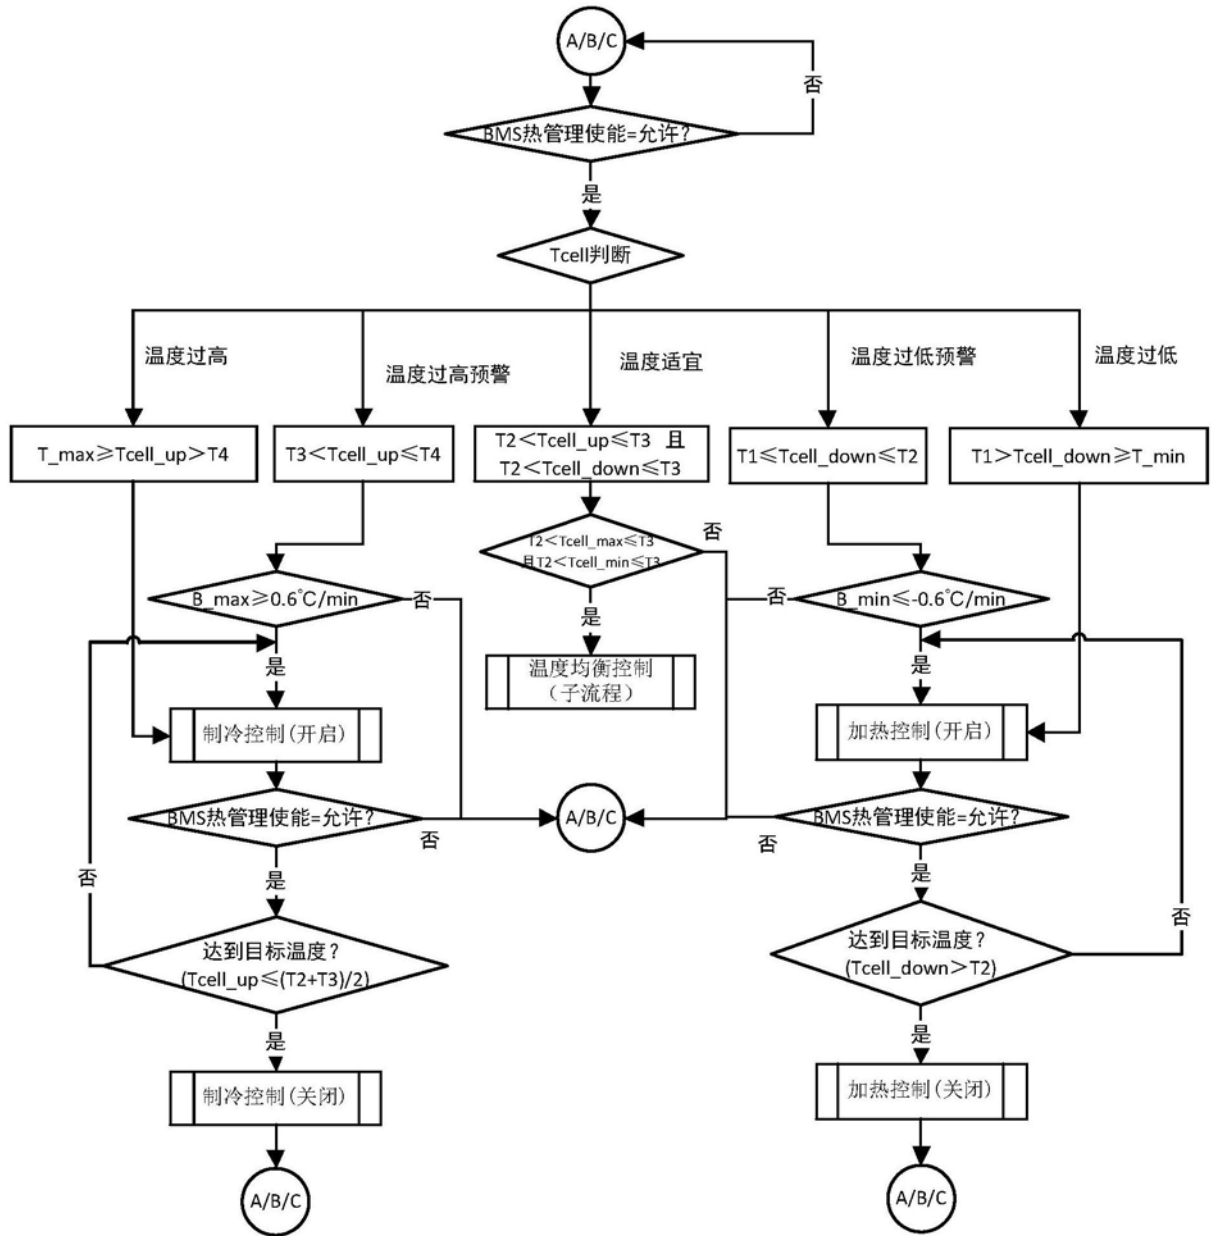 A/B/C
否
BMS热管理使能=允许?
是
Tcell判断
温度过高
温度过高预警
温度适宜
温度过低预警
温度过低
T_max≥Tcell_up>T4
T3<Tcell_up≤T4
T2<Tcell_up≤T3 且
T2<Tcell_down≤T3
T1≤Tcell_down≤T2
T1>Tcell_down≥T_min
T2<Tcell_max≤T3
且T2<Tcell_min≤T3
否
B_max≥0.6℃/min
否
是
否
B_min≤-0.6℃/min
是
温度均衡控制
(子流程)
是
制冷控制(开启)
加热控制(开启)
BMS热管理使能=允许?
否
A/B/C
否
BMS热管理使能=允许?
否
是
是
否
达到目标温度?
(Tcell_up≤(T2+T3)/2)
达到目标温度?
(Tcell_down>T2)
是
是
制冷控制(关闭)
加热控制(关闭)
A/B/C
A/B/C